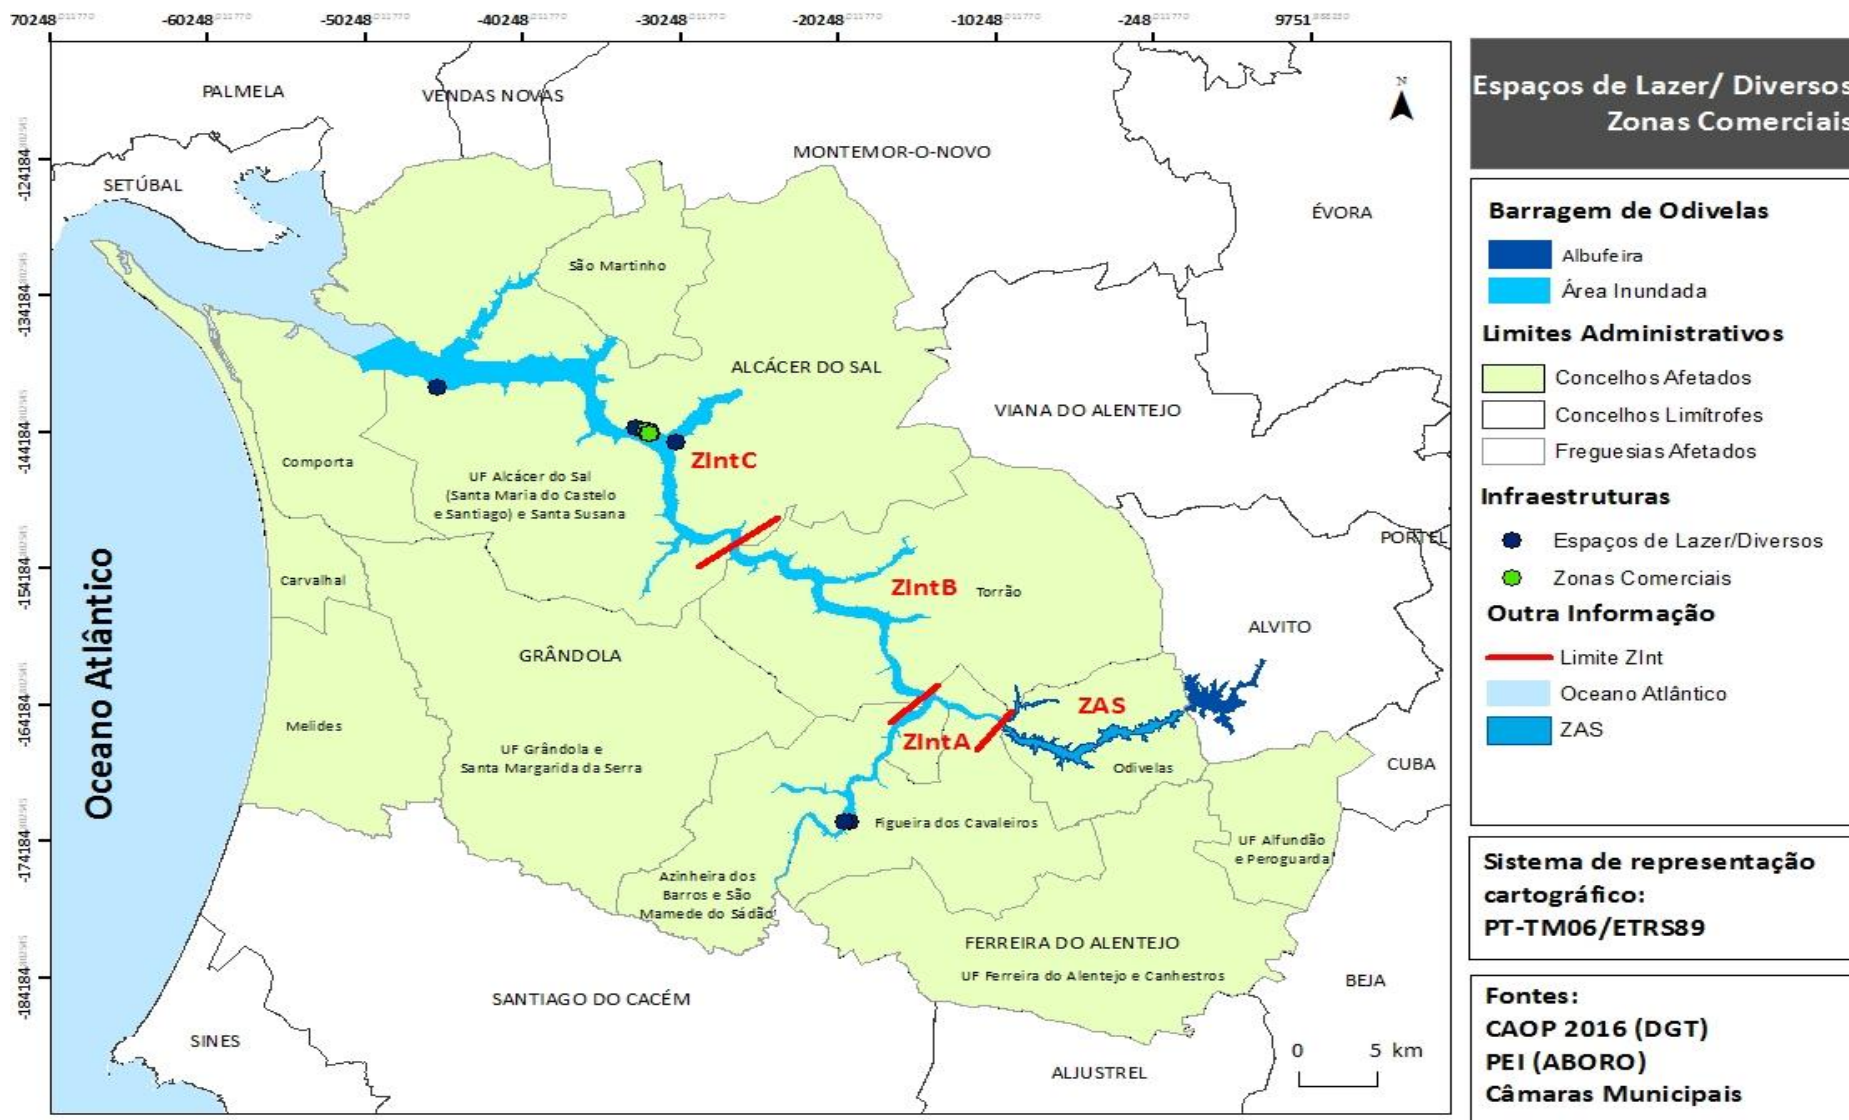 70248 -60248 -50248 -40248 -30248 -20248 -10248 -248 9751
-124184
-134184
-144184
-154184
-164184
-174184
-184184
PALMELA
VENDAS NOVAS
MONTEMOR-O-NOVO
SETÚBAL
ÉVORA
N
São Martinho
ALCÁCER DO SAL
VIANA DO ALENTEJO
Comporta
ZIntC
UF Alcácer do Sal
(Santa Maria do Castelo
e Santiago) e Santa Susana
PORTEL
Carvalhal
ZIntB
Torrão
ALVITO
Oceano Atlântico
GRÂNDOLA
ZAS
Melides
ZIntA
UF Grândola e
Santa Margarida da Serra
Odivelas
CUBA
Figueira dos Cavaleiros
UF Alfundão
e Peroguarda
Azinheira dos
Barros e São
Mamede do Sádão
FERREIRA DO ALENTEJO
UF Ferreira do Alentejo e Canhestros
BEJA
SANTIAGO DO CACÉM
SINES
ALJUSTREL
0 5 km
Espaços de Lazer/ Diversos
Zonas Comerciais
Barragem de Odivelas
Albufeira
Área Inundada
Limites Administrativos
Concelhos Afetados
Concelhos Limítrofes
Freguesias Afetados
Infraestruturas
Espaços de Lazer/Diversos
Zonas Comerciais
Outra Informação
Limite ZInt
Oceano Atlântico
ZAS
Sistema de representação
cartográfico:
PT-TM06/ETRS89
Fontes:
CAOP 2016 (DGT)
PEI (ABORO)
Câmaras Municipais